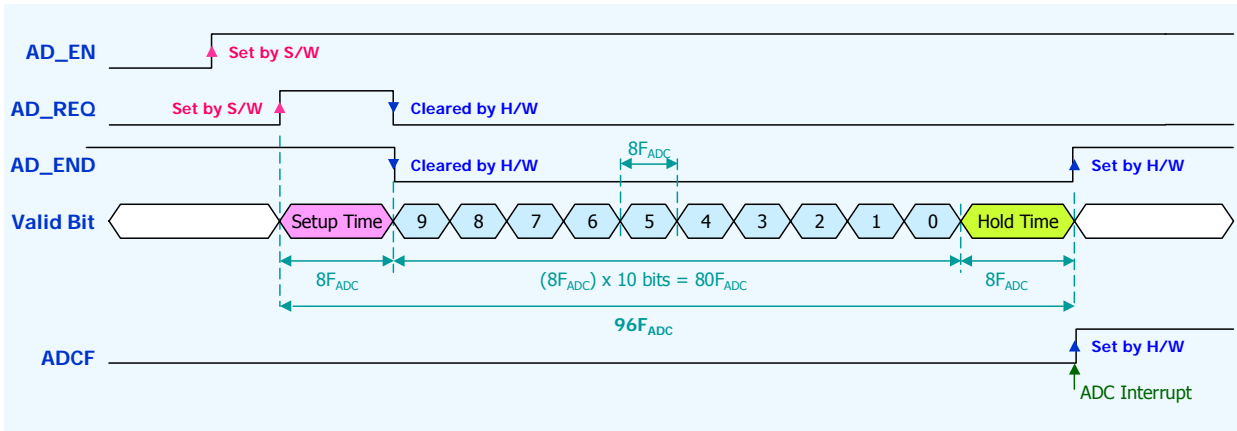 AD_EN
Set by S/W
AD_REQ
Set by S/W
Cleared by H/W
AD_END
Cleared by H/W
8FADC
Set by H/W
Valid Bit
Setup Time
9
8
7
6
5
4
3
2
1
0
Hold Time
8FADC
(8FADC) x 10 bits = 80FADC
8FADC
96FADC
ADCF
Set by H/W
ADC Interrupt